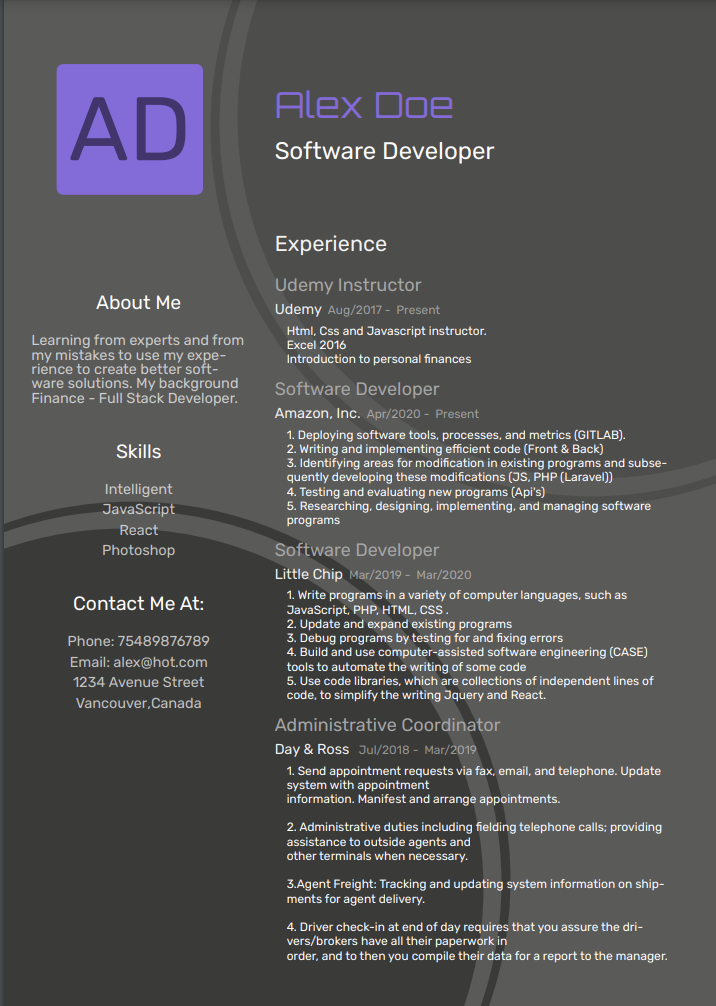 AD
Alex Doe
Software Developer
About Me
Learning from experts and from
my mistakes to use my expe-
rience to create better soft-
ware solutions. My background
Finance - Full Stack Developer.
Skills
Intelligent
JavaScript
React
Photoshop
Contact Me At:
Phone: 75489876789
Email: alex@hot.com
1234 Avenue Street
Vancouver,Canada
Experience
Udemy Instructor
Udemy Aug/2017 - Present
Html, Css and Javascript instructor.
Excel 2016
Introduction to personal finances
Software Developer
Amazon, Inc. Apr/2020 - Present
1. Deploying software tools, processes, and metrics (GITLAB).
2. Writing and implementing efficient code (Front & Back)
3. Identifying areas for modification in existing programs and subse-
quently developing these modifications (JS, PHP (Laravel))
4. Testing and evaluating new programs (Api's)
5. Researching, designing, implementing, and managing software
programs
Software Developer
Little Chip Mar/2019 - Mar/2020
1. Write programs in a variety of computer languages, such as
JavaScript, PHP, HTML, CSS .
2. Update and expand existing programs
3. Debug programs by testing for and fixing errors
4. Build and use computer-assisted software engineering (CASE)
tools to automate the writing of some code
5. Use code libraries, which are collections of independent lines of
code, to simplify the writing Jquery and React.
Administrative Coordinator
Day & Ross Jul/2018 - Mar/2019
1. Send appointment requests via fax, email, and telephone. Update
system with appointment
information. Manifest and arrange appointments.
2. Administrative duties including fielding telephone calls; providing
assistance to outside agents and
other terminals when necessary.
3.Agent Freight: Tracking and updating system information on ship-
ments for agent delivery.
4. Driver check-in at end of day requires that you assure the dri-
vers/brokers have all their paperwork in
order, and to then you compile their data for a report to the manager.